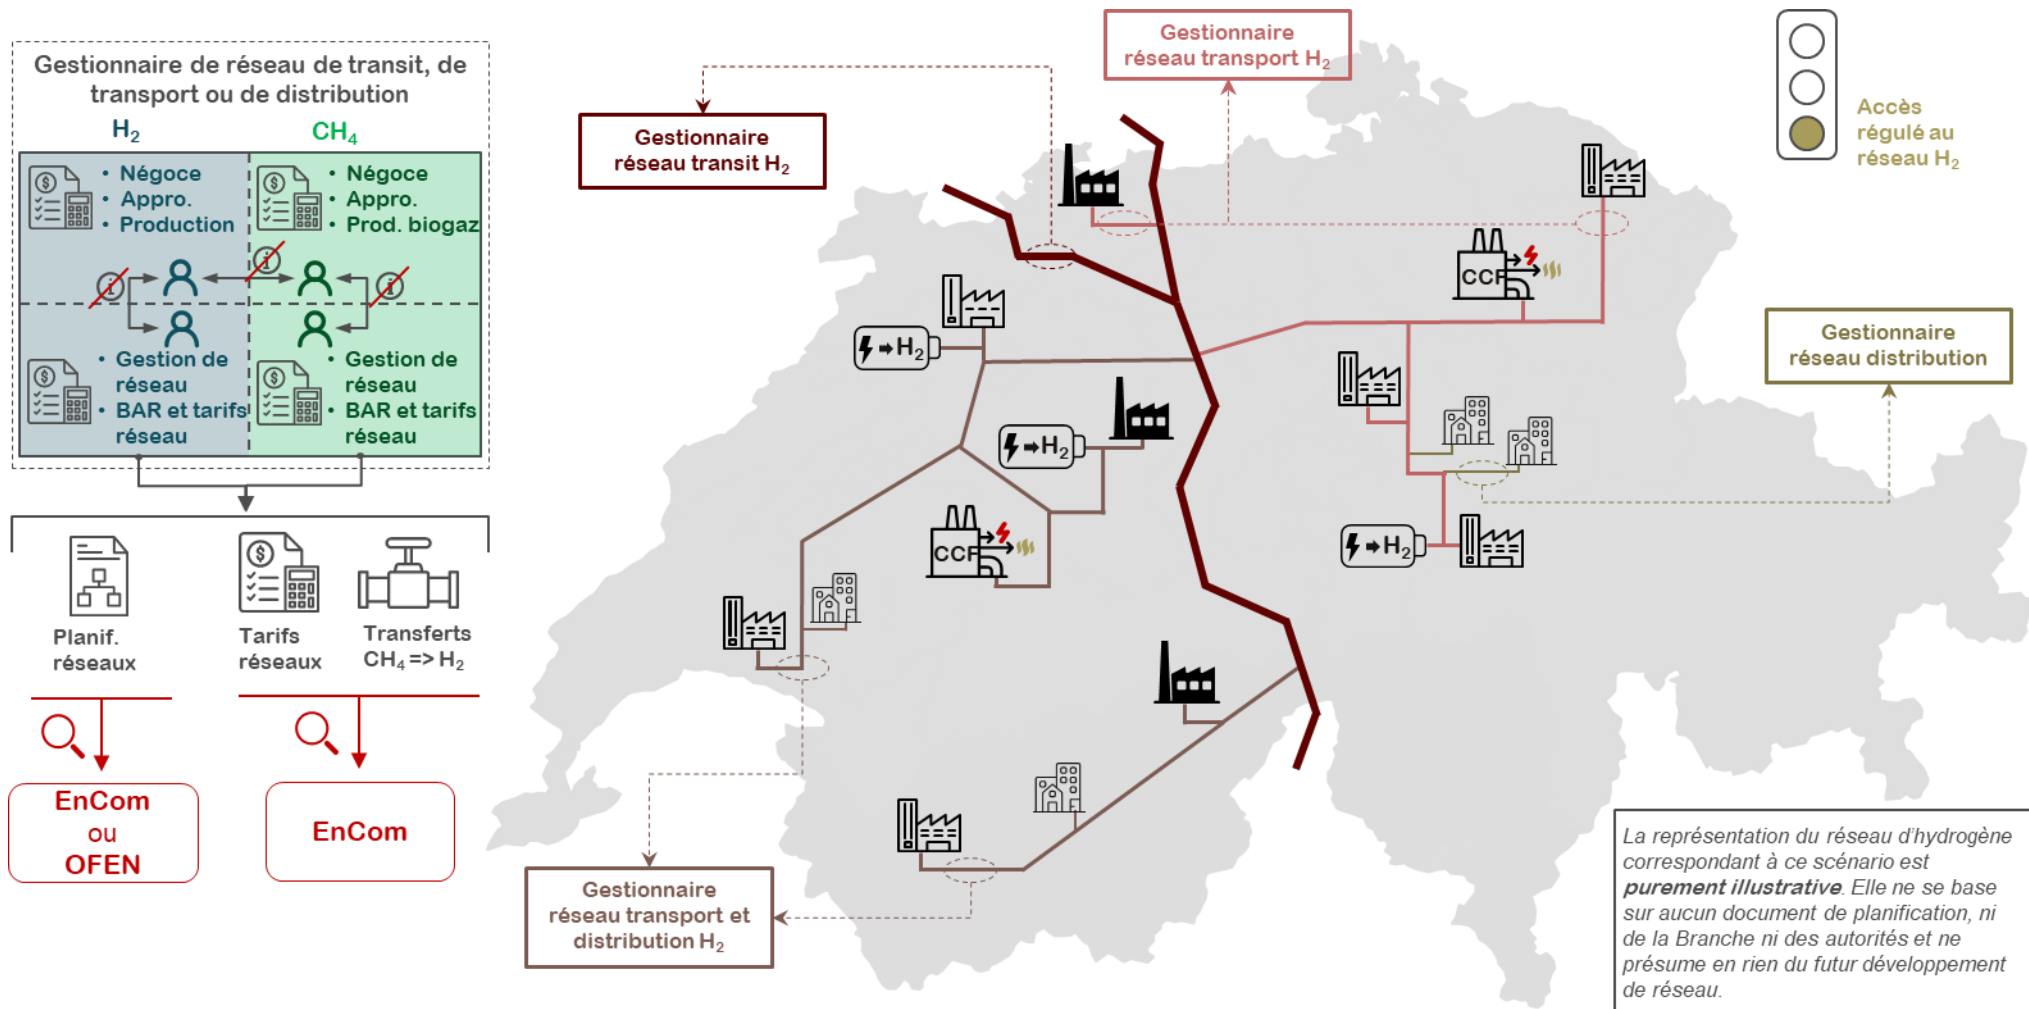 Gestionnaire de réseau de transit, de
transport ou de distribution
H₂
CH₄
• Négoce
• Appro.
• Production
• Négoce
• Appro.
• Prod. biogaz
• Gestion de
réseau
• BAR et tarifs
réseau
• Gestion de
réseau
• BAR et tarifs
réseau
Planif.
réseaux
Tarifs
réseaux
Transferts
CH₄ => H₂
EnCom
ou
OFEN
EnCom
Gestionnaire
réseau transit H₂
Gestionnaire
réseau transport H₂
Accès
régulé au
réseau H₂
CCF
H₂
Gestionnaire
réseau distribution
H₂
CCF
H₂
Gestionnaire
réseau transport et
distribution H₂
La représentation du réseau d'hydrogène
correspondant à ce scénario est
purement illustrative. Elle ne se base
sur aucun document de planification, ni
de la Branche ni des autorités et ne
présume en rien du futur développement
de réseau.